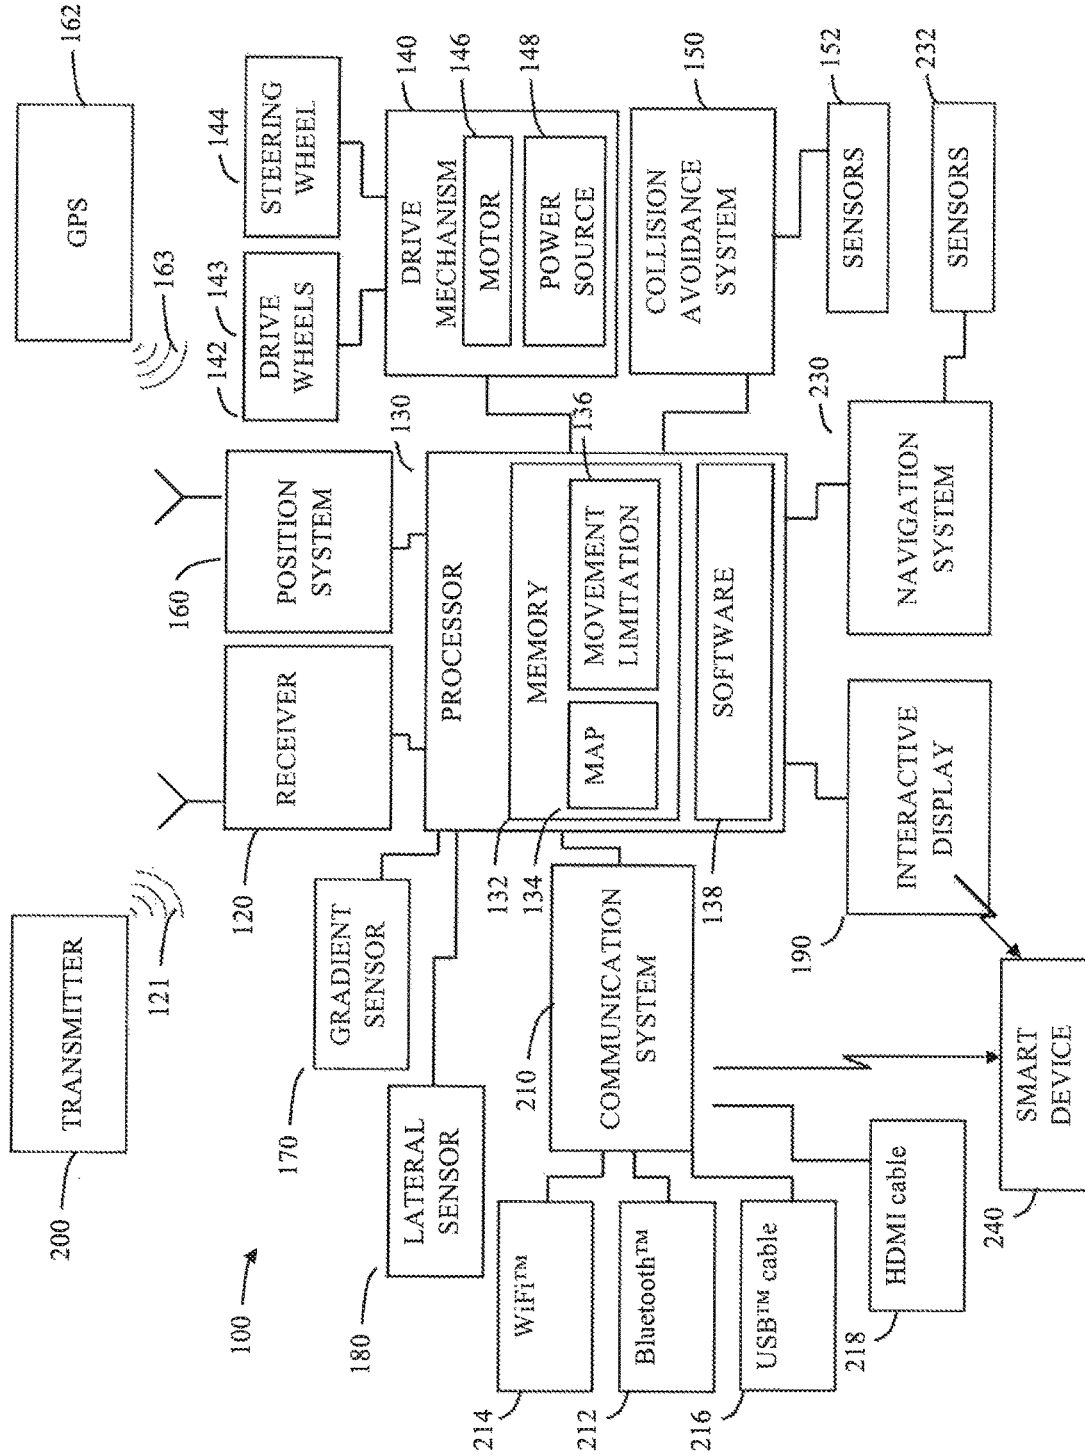 200
TRANSMITTER
121
GPS
162
163
100
170
GRADIENT
SENSOR
180
LATERAL
SENSOR
120
RECEIVER
160
POSITION
SYSTEM
142
143
DRIVE
WHEELS
144
STEERING
WHEEL
130
PROCESSOR
132
MEMORY
134
MAP
136
MOVEMENT
LIMITATION
138
SOFTWARE
140
DRIVE
MECHANISM
146
MOTOR
148
POWER
SOURCE
150
COLLISION
AVOIDANCE
SYSTEM
152
SENSORS
232
SENSORS
210
COMMUNICATION
SYSTEM
214
WiFi™
212
Bluetooth™
216
USB™ cable
218
HDMI cable
190
INTERACTIVE
DISPLAY
230
NAVIGATION
SYSTEM
240
SMART
DEVICE